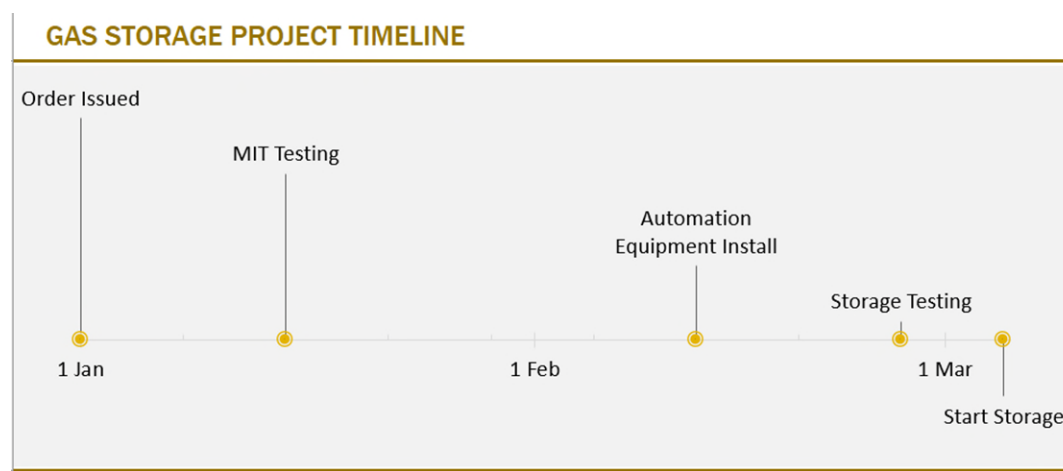 GAS STORAGE PROJECT TIMELINE
Order Issued
MIT Testing
Automation
Equipment Install
Storage Testing
1 Jan
1 Feb
1 Mar
Start Storage